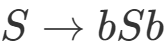 S → bSb